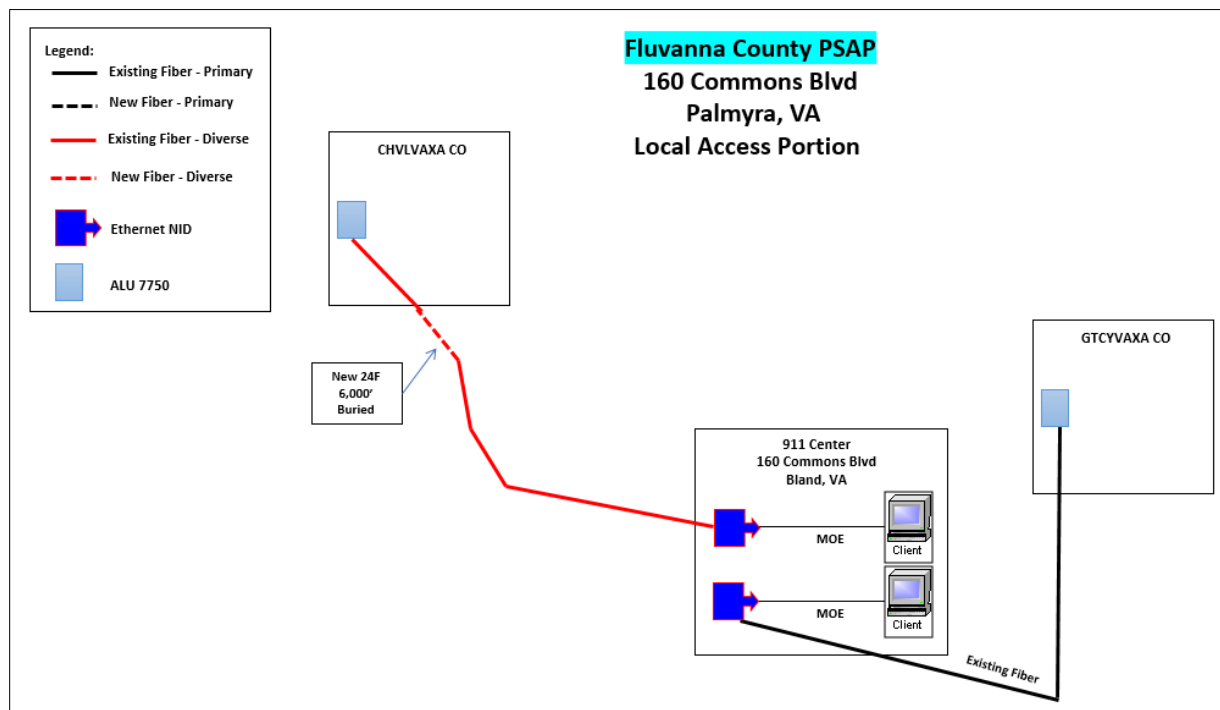 Legend:
Existing Fiber - Primary
New Fiber - Primary
Existing Fiber - Diverse
New Fiber - Diverse
Ethernet NID
ALU 7750
Fluvanna County PSAP
160 Commons Blvd
Palmyra, VA
Local Access Portion
CHVLVAXA CO
New 24F
6,000'
Buried
GTCYVAXA CO
911 Center
160 Commons Blvd
Bland, VA
MOE
Client
MOE
Client
Existing Fiber